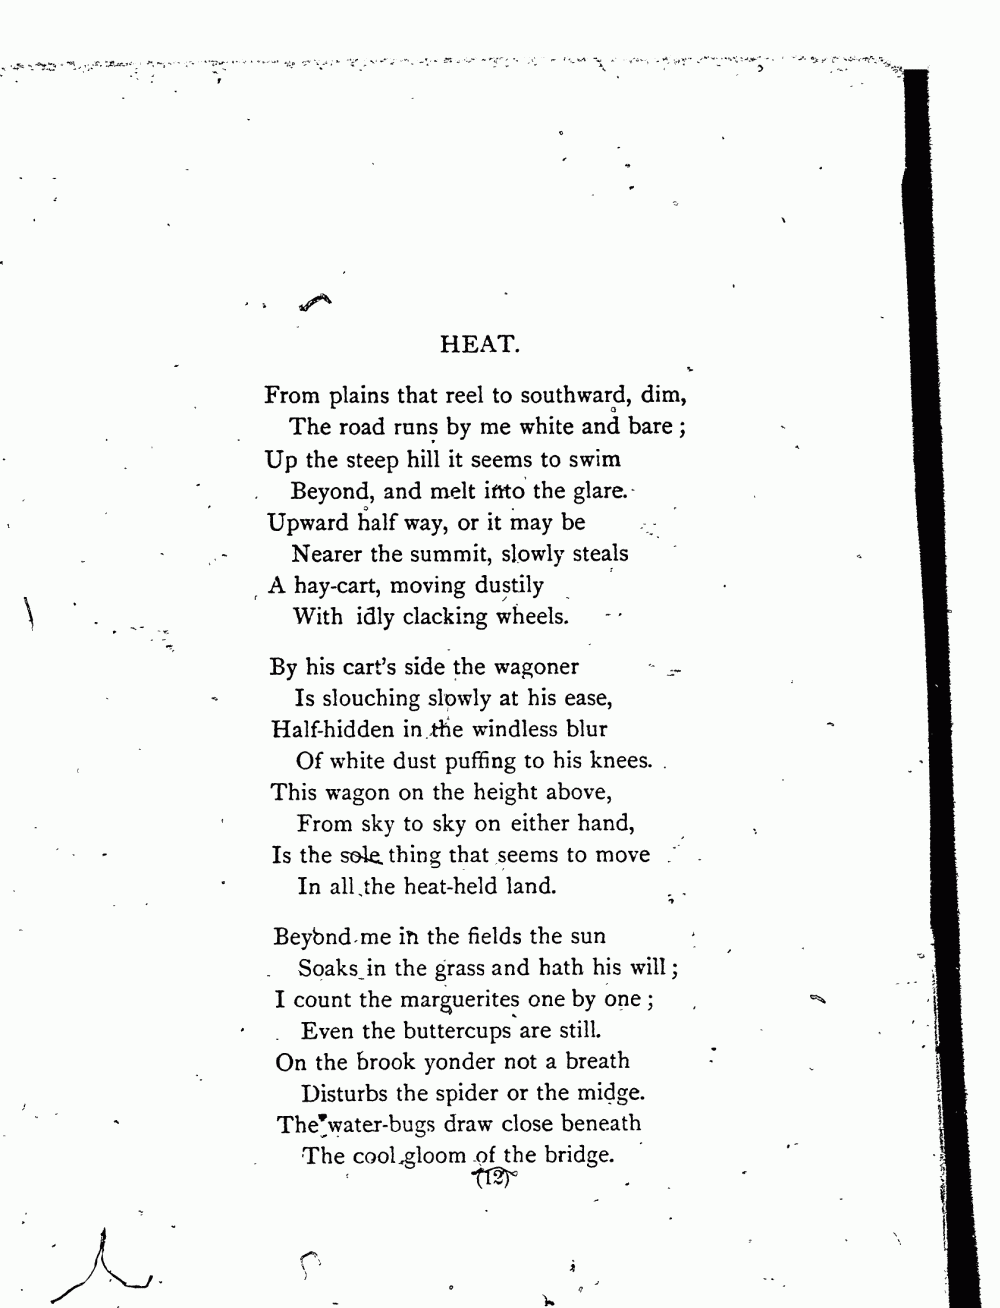 HEAT.
From plains that reel to southward, dim,
The road runs by me white and bare ;
Up the steep hill it seems to swim
Beyond, and melt into the glare.
Upward half way, or it may be
Nearer the summit, slowly steals
A hay-cart, moving dustily
With idly clacking wheels.
By his cart's side the wagoner
Is slouching slowly at his ease,
Half-hidden in the windless blur
Of white dust puffing to his knees.
This wagon on the height above,
From sky to sky on either hand,
Is the sole thing that seems to move
In all the heat-held land.
Beyond me in the fields the sun
Soaks in the grass and hath his will ;
I count the marguerites one by one ;
Even the buttercups are still.
On the brook yonder not a breath
Disturbs the spider or the midge.
The water-bugs draw close beneath
The cool gloom of the bridge.
(12)